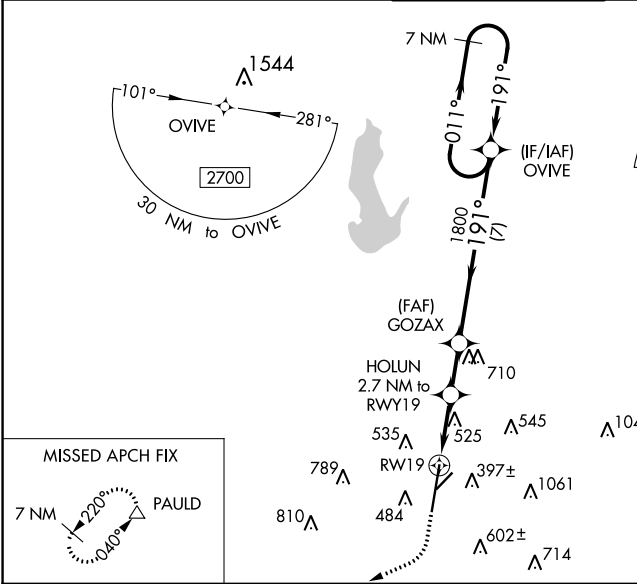 7 NM
1544
101°
281°
OVIVE
2700
30 NM to OVIVE
011°
191°
(IF/IAF)
OVIVE
1800
191°
(7)
(FAF)
GOZAX
710
HOLUN
2.7 NM to
RWY19
535
525
545
104
MISSED APCH FIX
789
RW19
397±
1061
7 NM
220°
040°
PAULD
810
484
602±
714